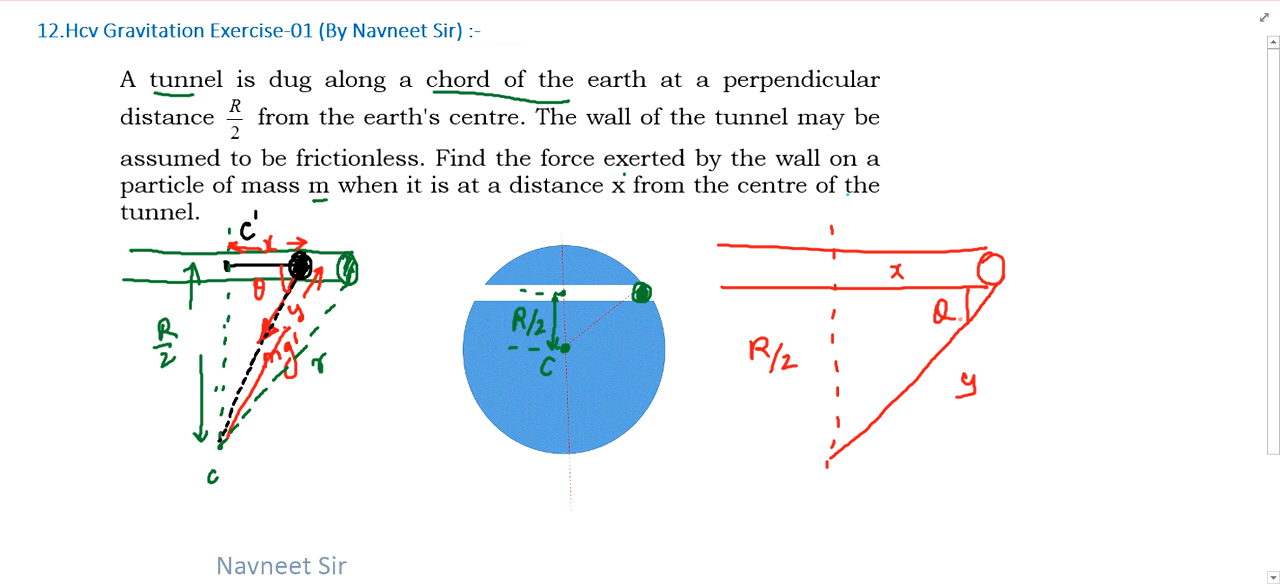 12.Hcv Gravitation Exercise-01 (By Navneet Sir) :-
A tunnel is dug along a chord of the earth at a perpendicular
distance R/2 from the earth's centre. The wall of the tunnel may be
assumed to be frictionless. Find the force exerted by the wall on a
particle of mass m when it is at a distance x from the centre of the
tunnel.
C'
x
θ
y
R/2
mg'
r
C
R/2
C
x
θ
R/2
y
Navneet Sir